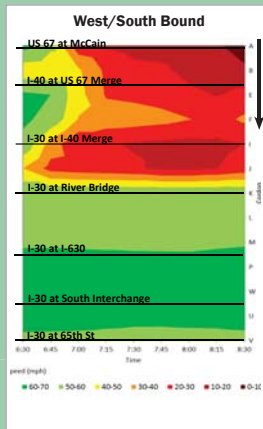 West/South Bound
US 67 at McCain
I-40 at US 67 Merge
I-30 at I-40 Merge
I-30 at River Bridge
I-30 at I-630
I-30 at South Interchange
I-30 at 65th St
A
B
E
F
I
J
K
L
M
P
O
U
V
Cordon
6:30 6:45 7:00 7:15 7:30 7:45 8:00 8:15 8:30
Time
peed (mph)
60-70 50-60 40-50 30-40 20-30 10-20 0-10